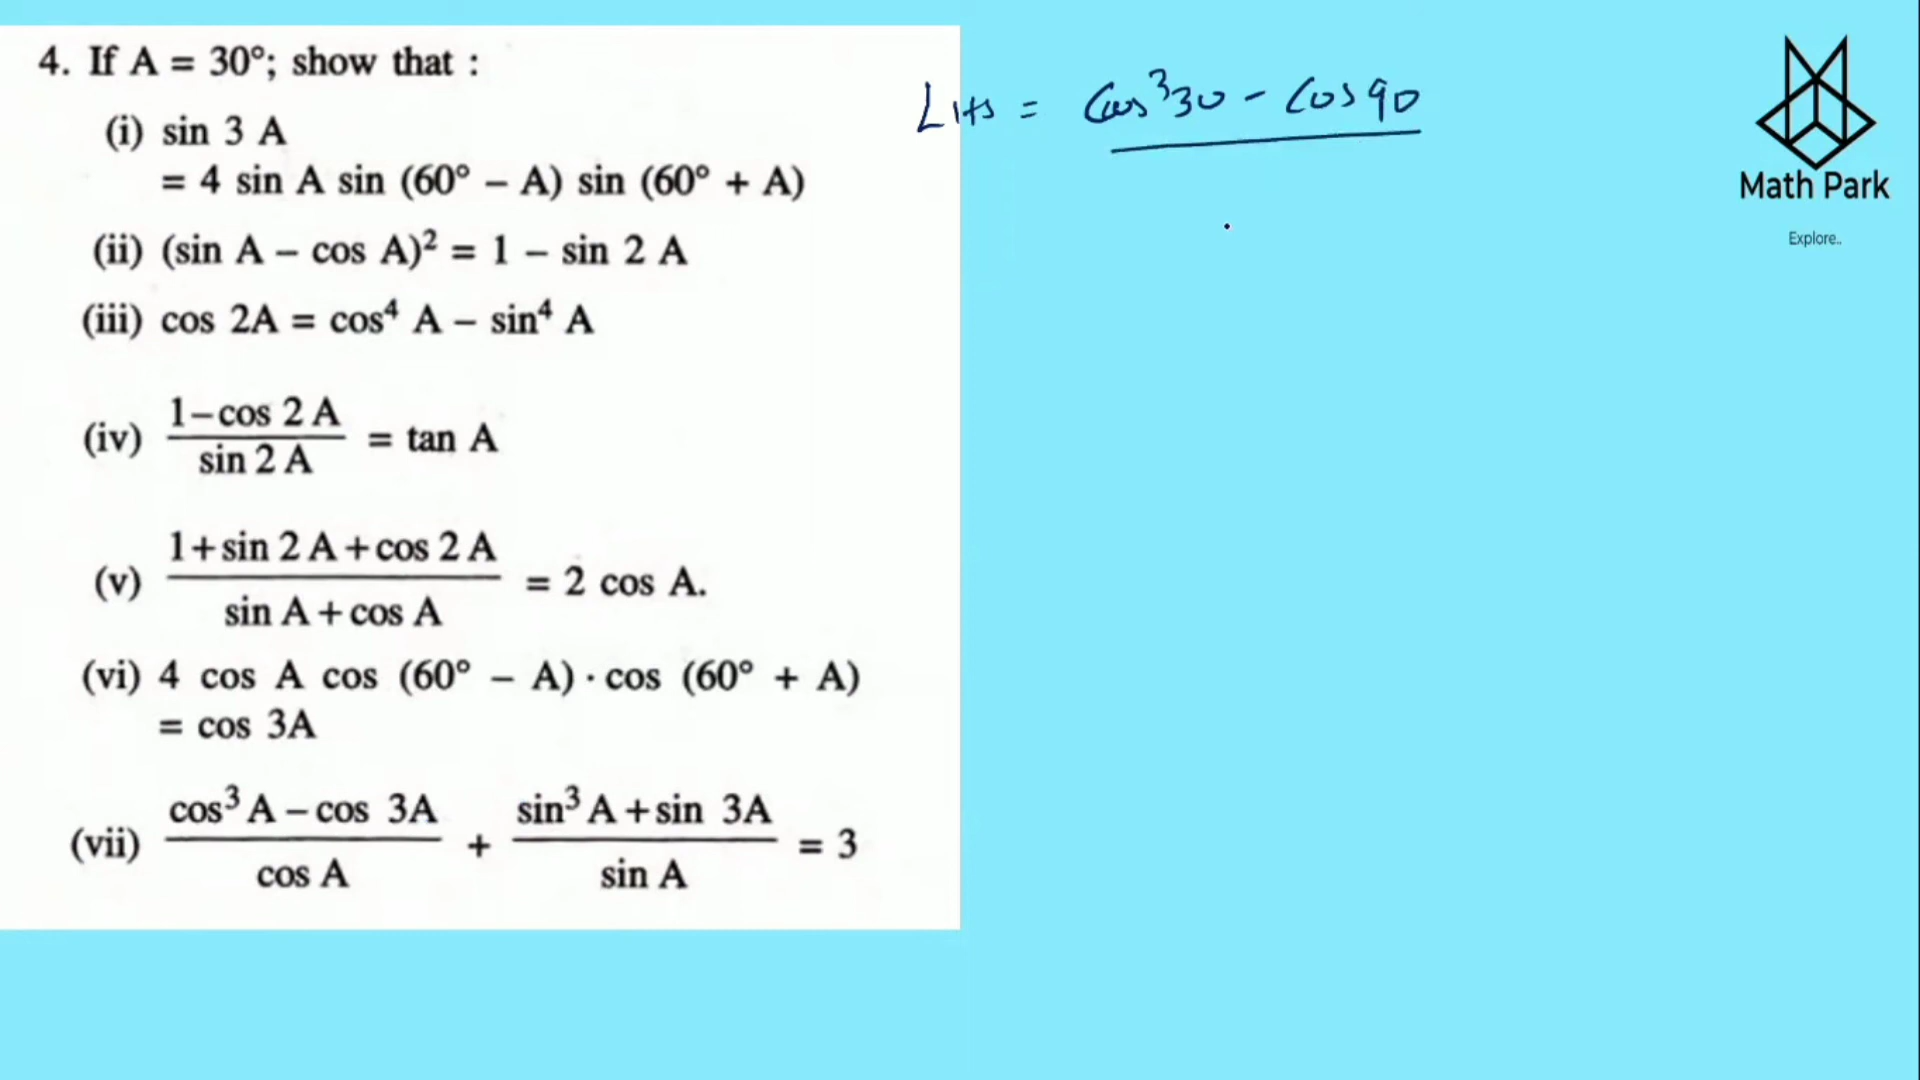 4. If A = 30°; show that :
(i) sin 3 A
= 4 sin A sin (60° – A) sin (60° + A)
(ii) (sin A – cos A)² = 1 – sin 2 A
(iii) cos 2A = cos⁴ A – sin⁴ A
(iv) 1–cos 2 A / sin 2 A = tan A
(v) 1+sin 2 A+cos 2 A / sin A+cos A = 2 cos A.
(vi) 4 cos A cos (60° – A) · cos (60° + A)
= cos 3A
(vii) cos³ A – cos 3A / cos A + sin³ A + sin 3A / sin A = 3
LHS = Cos³30 - Cos90
Math Park
Explore..